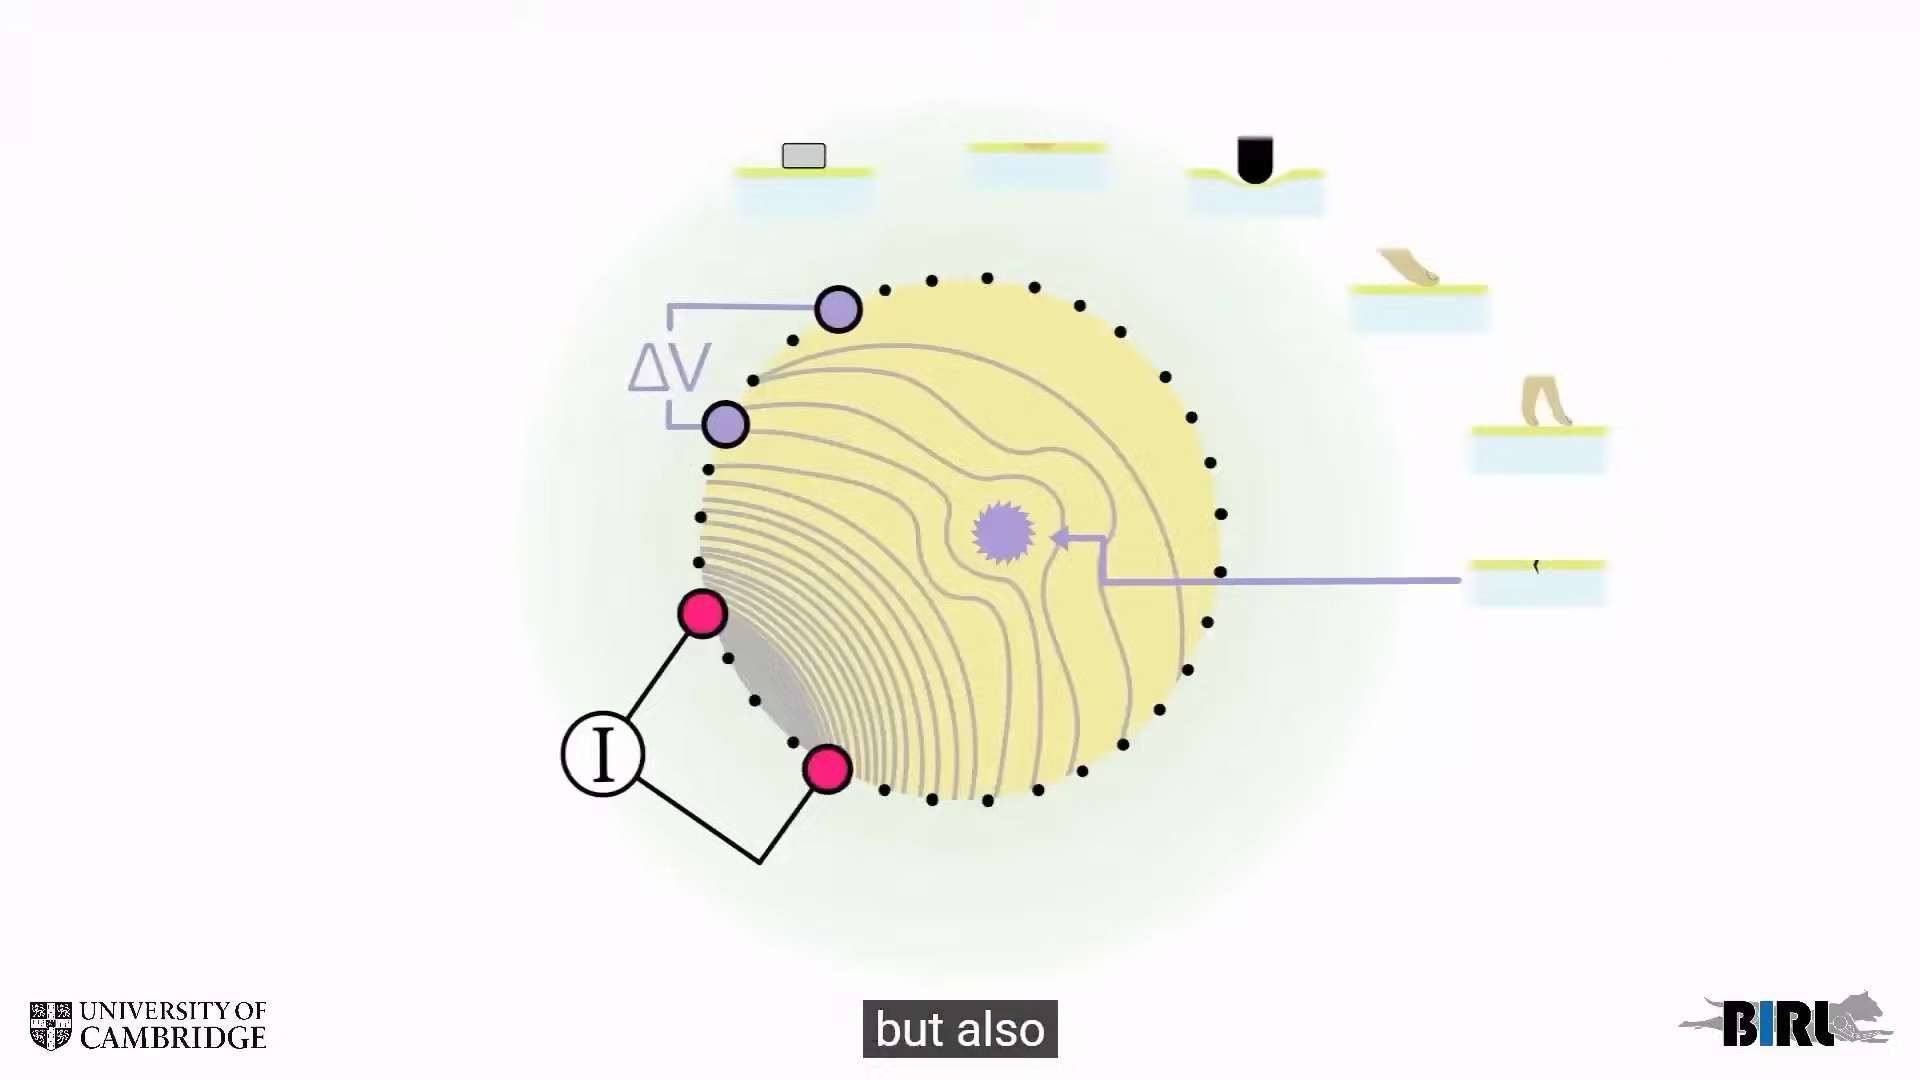 ΔV
I
UNIVERSITY OF
CAMBRIDGE
but also
BIRL